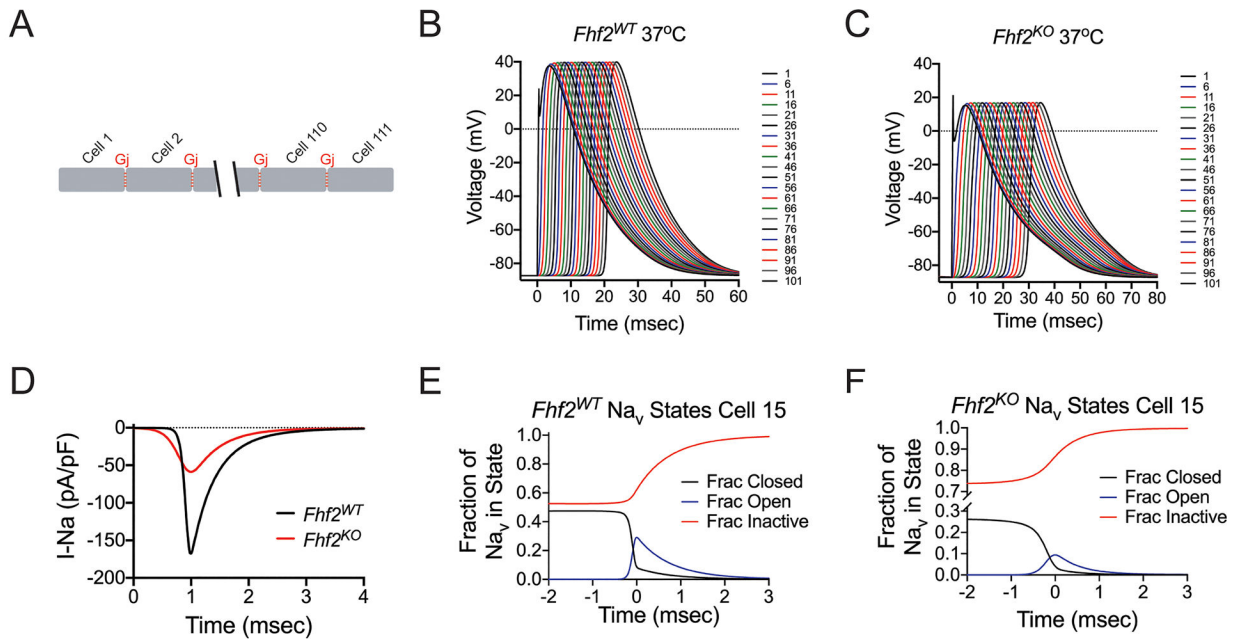 A
Cell 1
Gj
Cell 2
Gj
Gj
Cell 110
Gj
Cell 111
B
Fhf2WT 37oC
Voltage (mV)
40
20
0
-20
-40
-60
-80
0 10 20 30 40 50 60
Time (msec)
1
6
11
16
21
26
31
36
41
46
51
56
61
66
71
76
81
86
91
96
101
C
Fhf2KO 37oC
Voltage (mV)
40
20
0
-20
-40
-60
-80
0 10 20 30 40 50 60 70 80
Time (msec)
1
6
11
16
21
26
31
36
41
46
51
56
61
66
71
76
81
86
91
96
101
D
I-Na (pA/pF)
0
-50
-100
-150
-200
0 1 2 3 4
Time (msec)
Fhf2WT
Fhf2KO
E
Fhf2WT Nav States Cell 15
Fraction of
Nav in State
1.0
0.8
0.6
0.4
0.2
0.0
-2 -1 0 1 2 3
Time (msec)
Frac Closed
Frac Open
Frac Inactive
F
Fhf2KO Nav States Cell 15
Fraction of
Nav in State
1.0
0.9
0.8
0.7
0.3
0.2
0.1
0.0
-2 -1 0 1 2 3
Time (msec)
Frac Closed
Frac Open
Frac Inactive